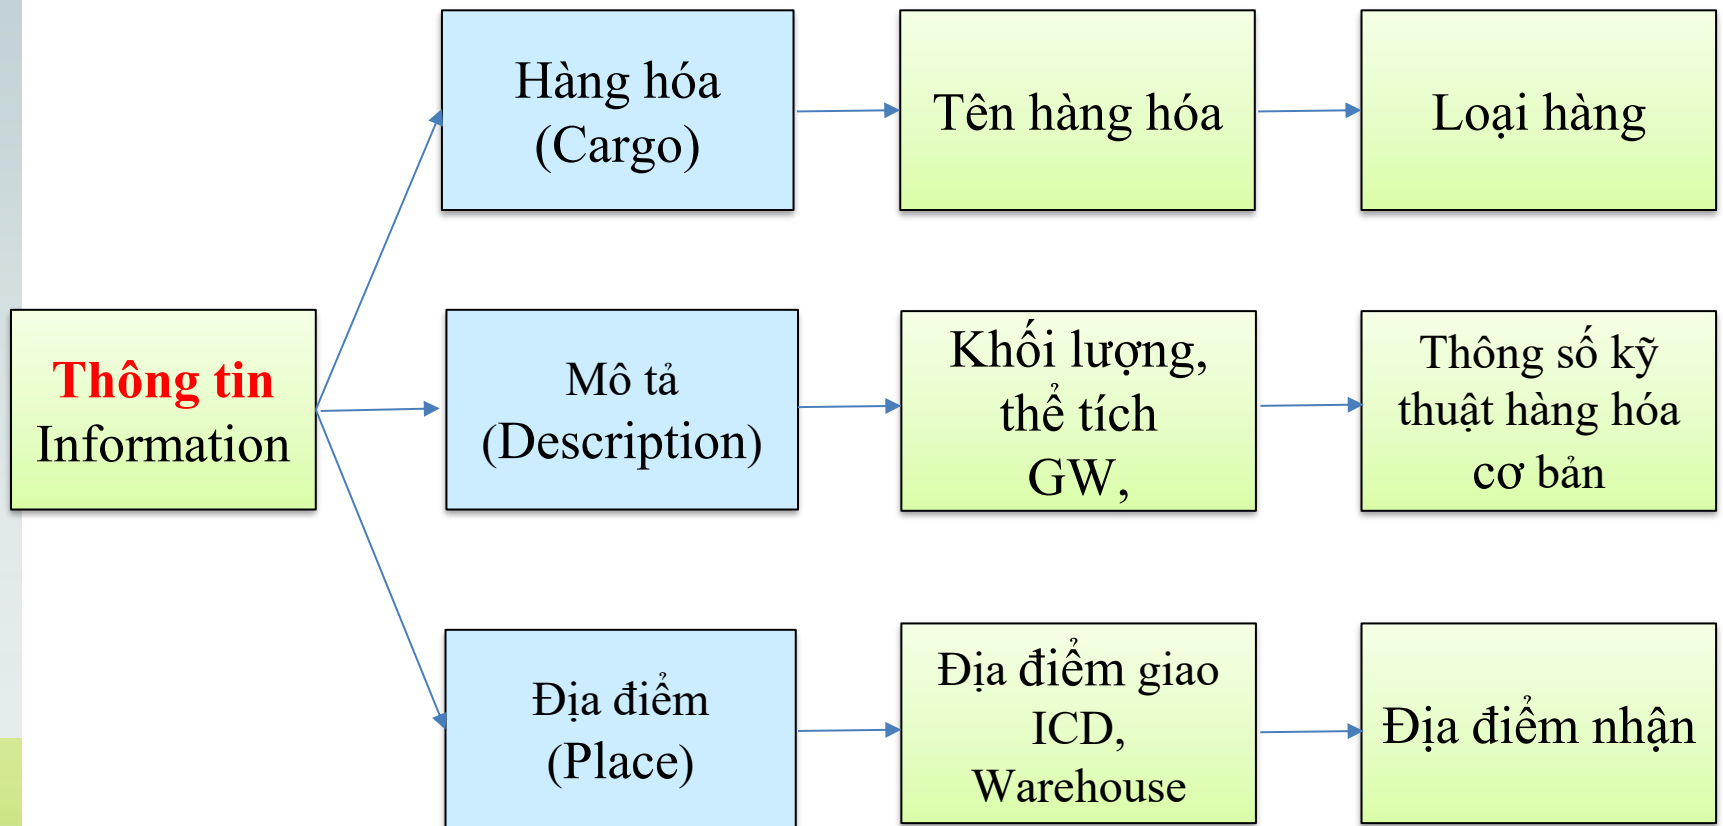 Hàng hóa
(Cargo)
Tên hàng hóa
Loại hàng
Thông tin
Information
Mô tả
(Description)
Khối lượng,
thể tích
GW,
Thông số kỹ
thuật hàng hóa
cơ bản
Địa điểm
(Place)
Địa điểm giao
ICD,
Warehouse
Địa điểm nhận